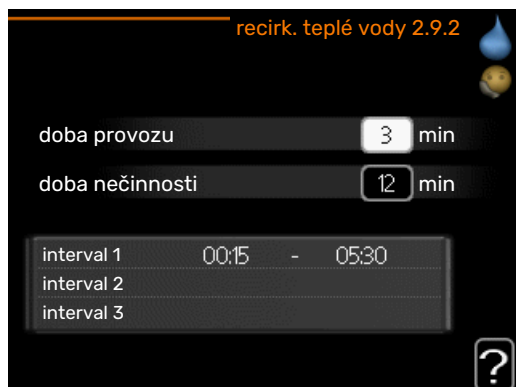 recirk. teplé vody 2.9.2
doba provozu 3 min
doba nečinnosti 12 min
interval 1 00:15 - 05:30
interval 2
interval 3
?